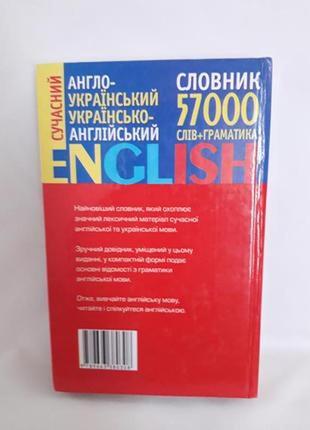 СУЧАСНИЙ
АНГЛО-
УКРАЇНСЬКИЙ
УКРАЇНСЬКО-
АНГЛІЙСЬКИЙ
СЛОВНИК
57000
СЛІВ+ГРАМАТИКА
ENGLISH
Найновіший словник, який охоплює
значний лексичний матеріал сучасної
англійської та української мови.
Зручний довідник, уміщений у цьому
виданні, у компактній формі подає
основні відомості з граматики
англійської мови.
Отже, вивчайте англійську мову,
читайте і спілкуйтеся англійською.